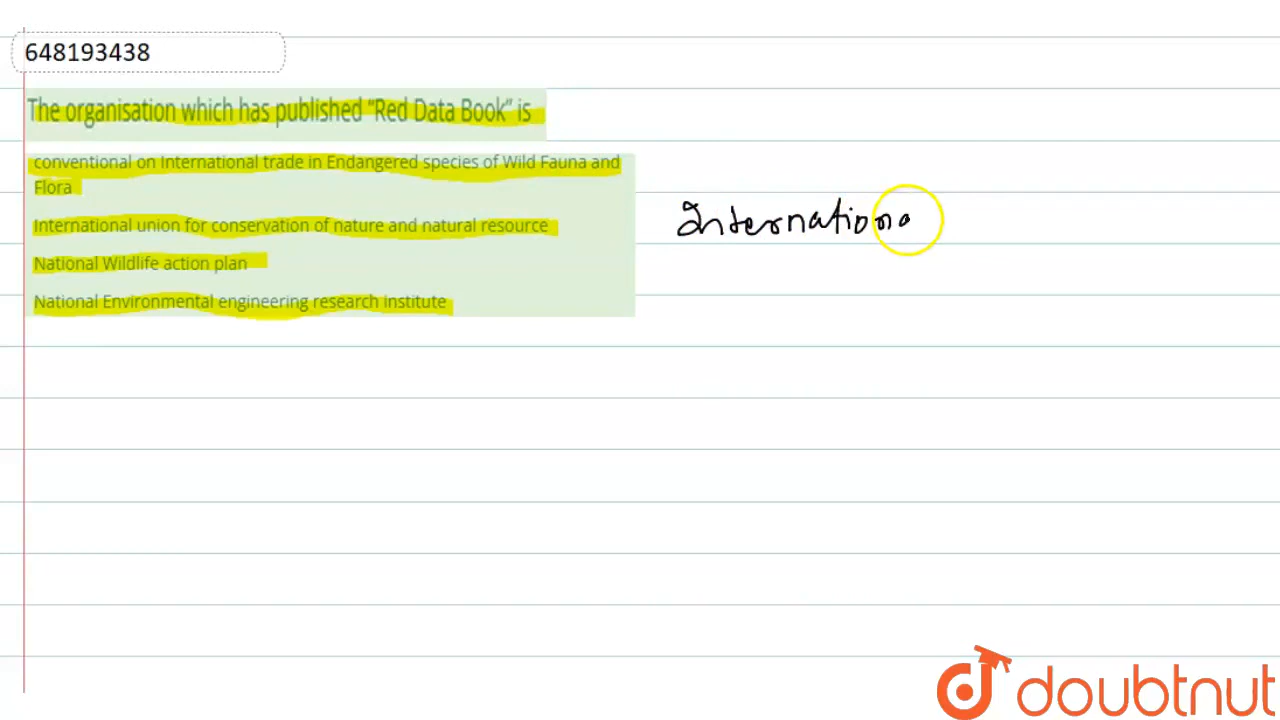 648193438
The organisation which has published “Red Data Book” is
conventional on International trade in Endangered species of Wild Fauna and
Flora
International union for conservation of nature and natural resource
Internationa
National Wildlife action plan
National Environmental engineering research institute
doubtnut